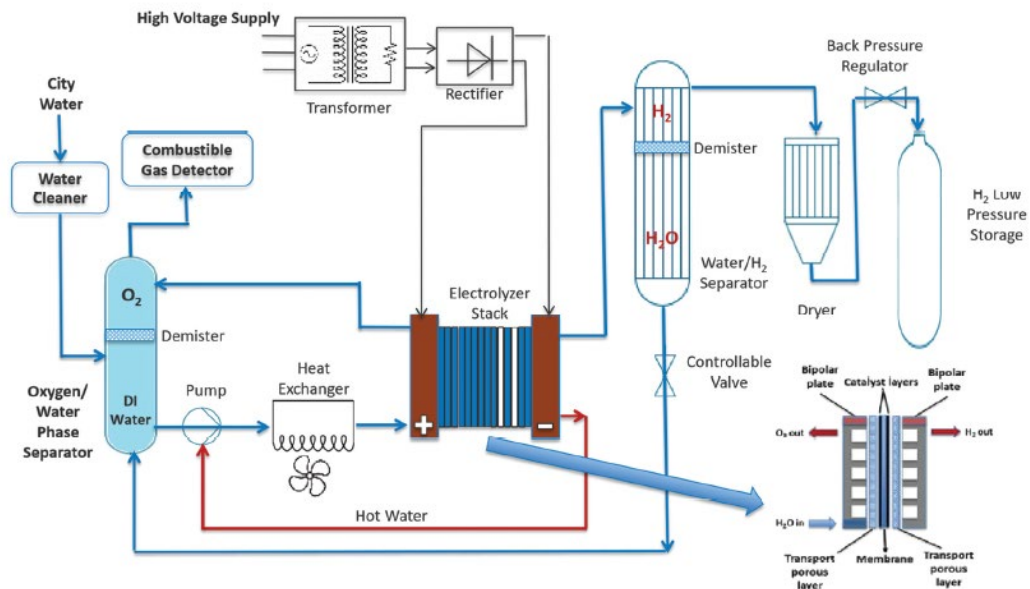 High Voltage Supply
Transformer
Rectifier
Back Pressure
Regulator
City
Water
Combustible
Gas Detector
Water
Cleaner
H₂
Demister
H₂O
Water/H₂
Separator
Dryer
H₂ Low
Pressure
Storage
O₂
Demister
DI
Water
Oxygen/
Water
Phase
Separator
Pump
Heat
Exchanger
Electrolyzer
Stack
+
-
Controllable
Valve
Hot Water
Bipolar
plate
Catalyst layers
Bipolar
plate
O₂ out
H₂ out
H₂O in
Transport
porous
layer
Membrane
Transport
porous
layer